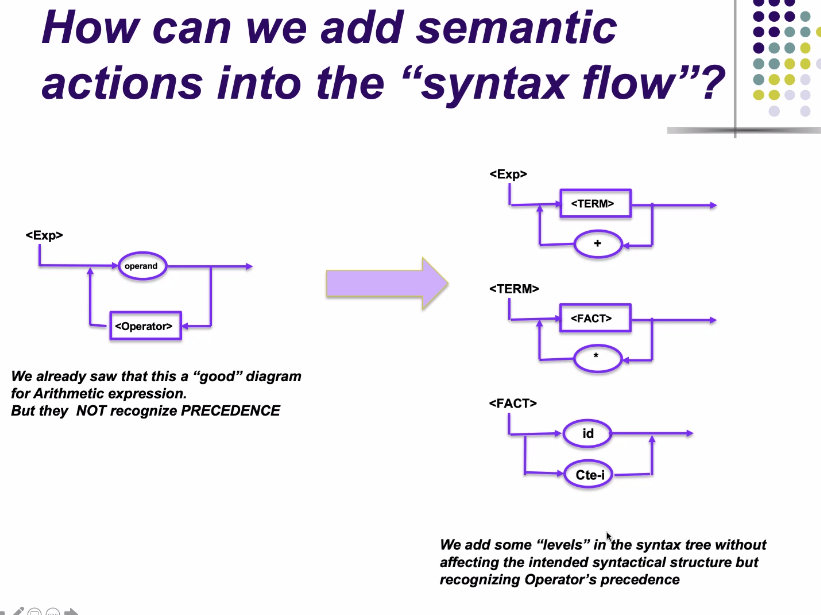 How can we add semantic
actions into the “syntax flow”?
<Exp>
operand
<Operator>
We already saw that this a “good” diagram
for Arithmetic expression.
But they  NOT recognize PRECEDENCE
<Exp>
<TERM>
+
<TERM>
<FACT>
*
<FACT>
id
Cte-i
We add some “levels” in the syntax tree without
affecting the intended syntactical structure but
recognizing Operator’s precedence